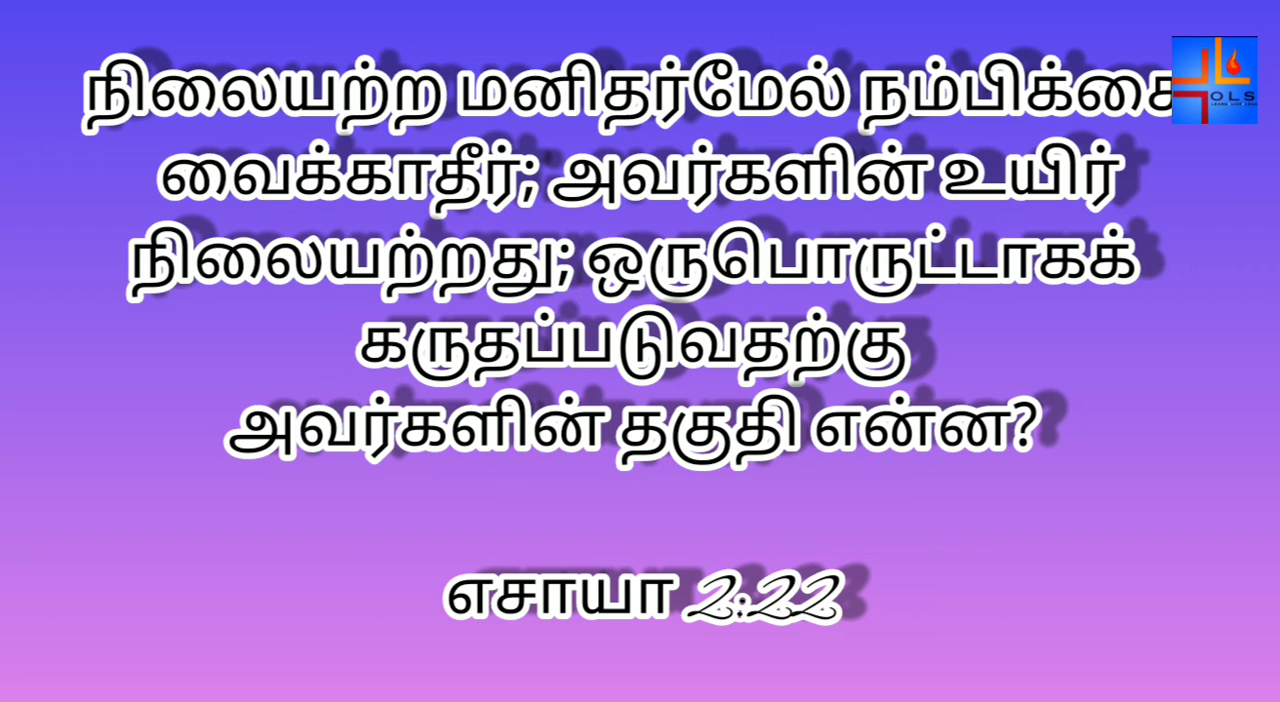 நிலையற்ற மனிதர்மேல் நம்பிக்கை
வைக்காதீர்; அவர்களின் உயிர்
நிலையற்றது; ஒருபொருட்டாகக்
கருதப்படுவதற்கு
அவர்களின் தகுதி என்ன?
எசாயா 2:22
OLS